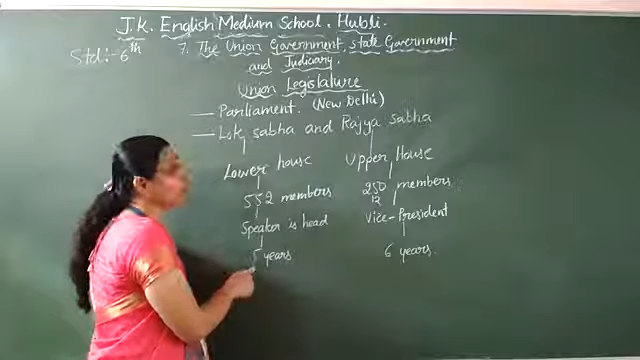 J.K. English Medium School, Hubli.
Std:- 6th
7. The Union Government, State Government
and Judiciary.
Union Legislature
— Parliament. (New Delhi)
— Lok sabha and Rajya sabha
Lower house Upper House
552 members 250 members
12
Speaker is head Vice-President
5 years 6 years.